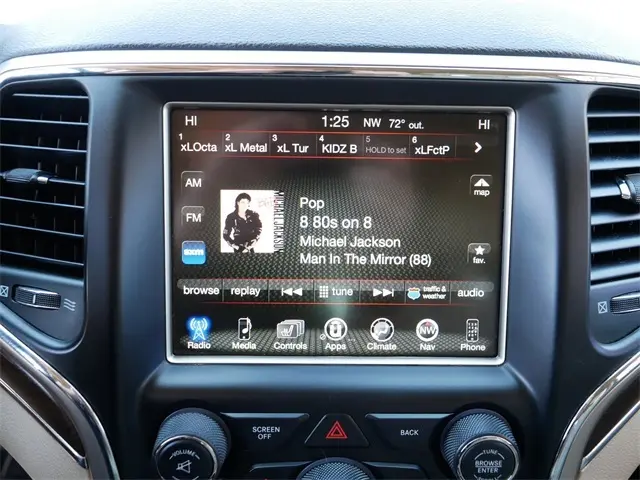 HI 1:25 NW 72° out. HI
1 xLOcta 2 xL Metal 3 xL Tur 4 KIDZ B 5 HOLD to set 6 xLFctP
AM
map
Pop
FM
8 80s on 8
MICHAEL JACKSON
Michael Jackson
sxm
Man In The Mirror (88)
fav.
browse replay tune traffic & weather audio
Radio Media Controls Apps Climate NAV Nav Phone
SCREEN OFF
BACK
VOLUME
TUNE
BROWSE
ENTER